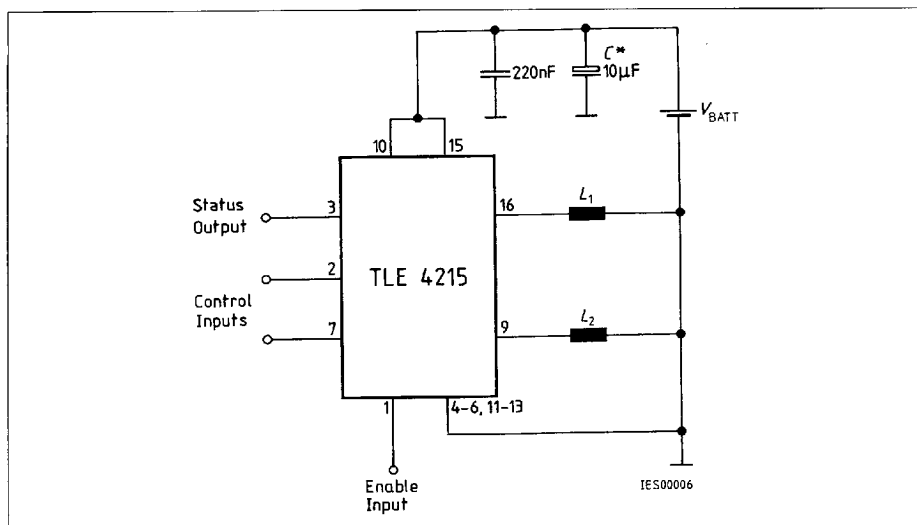 C*
220nF
10µF
V BATT
10
15
Status
Output
3
16
L1
2
TLE 4215
Control
Inputs
7
9
L2
1
4-6, 11-13
Enable
Input
IES00006